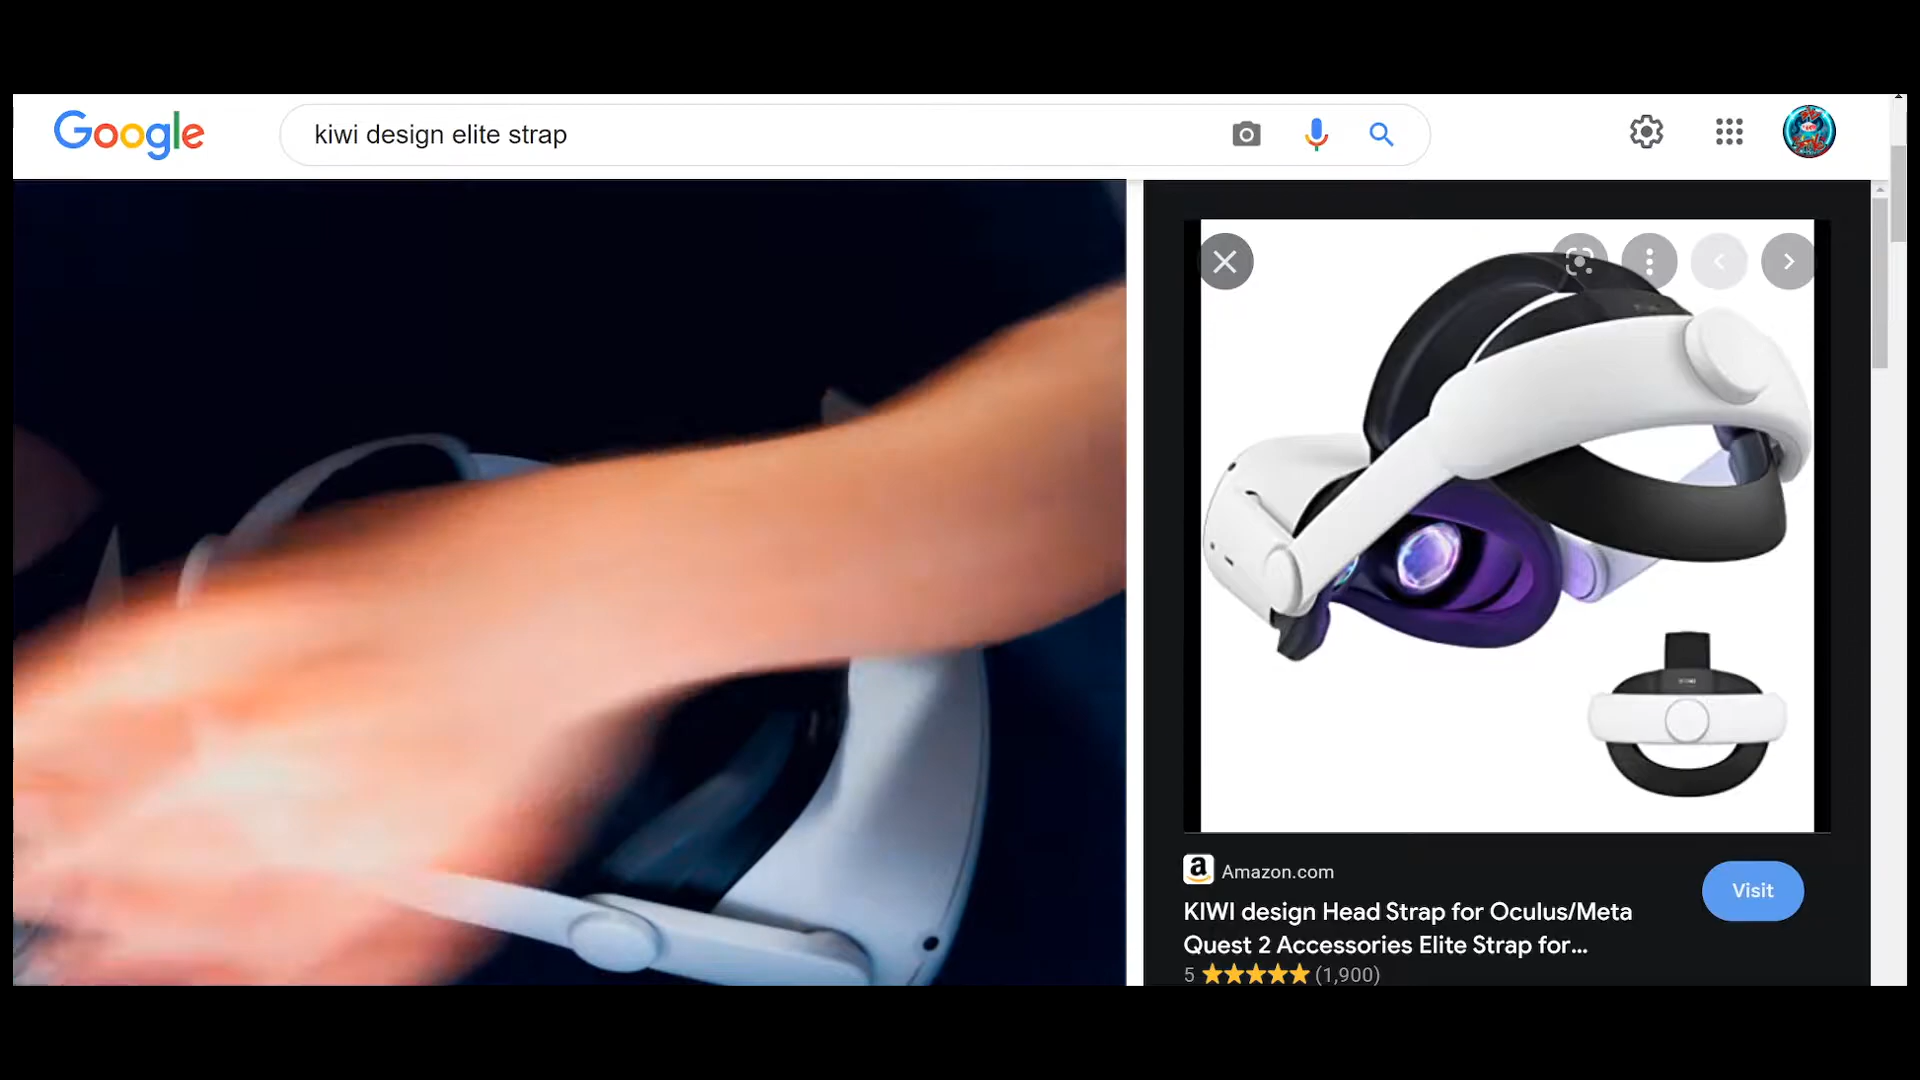 Google
kiwi design elite strap
a Amazon.com
Visit
KIWI design Head Strap for Oculus/Meta
Quest 2 Accessories Elite Strap for...
5 ★★★★★ (1,900)